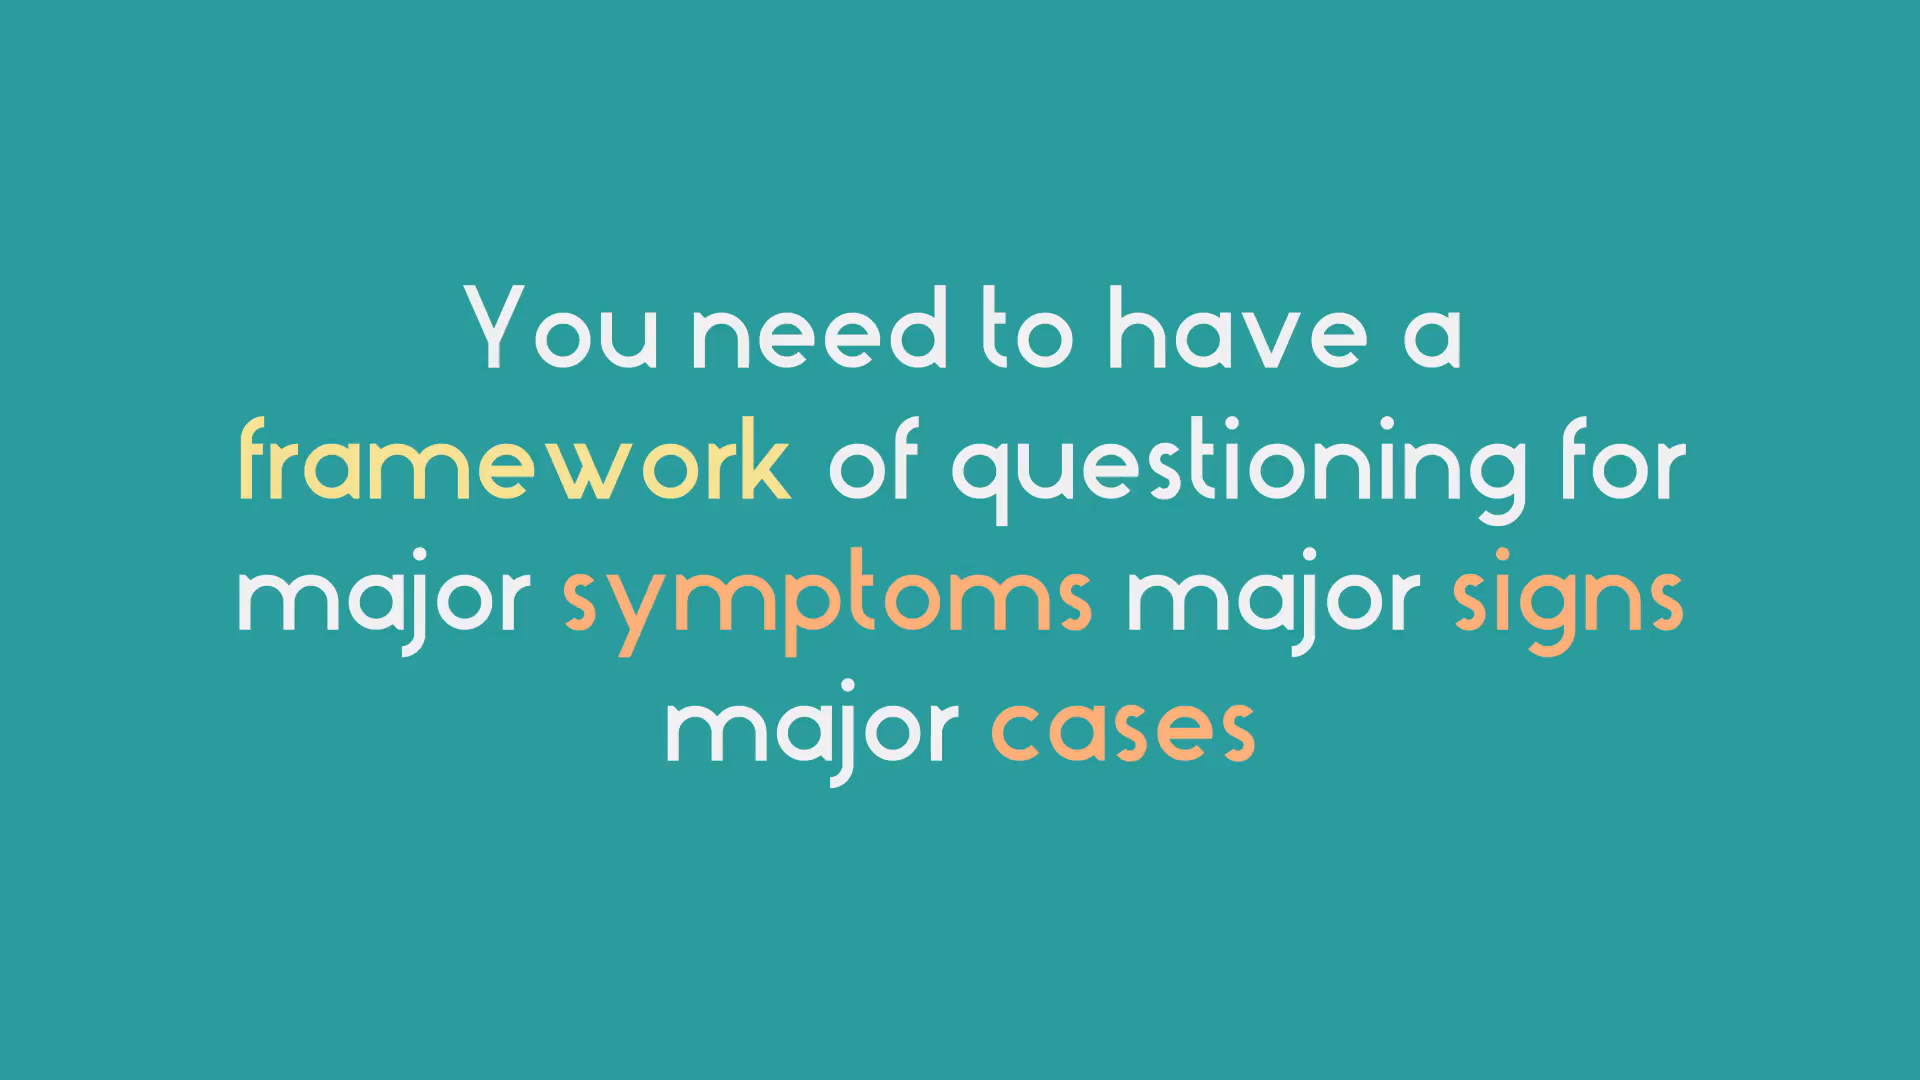 You need to have a
framework of questioning for
major symptoms major signs
major cases